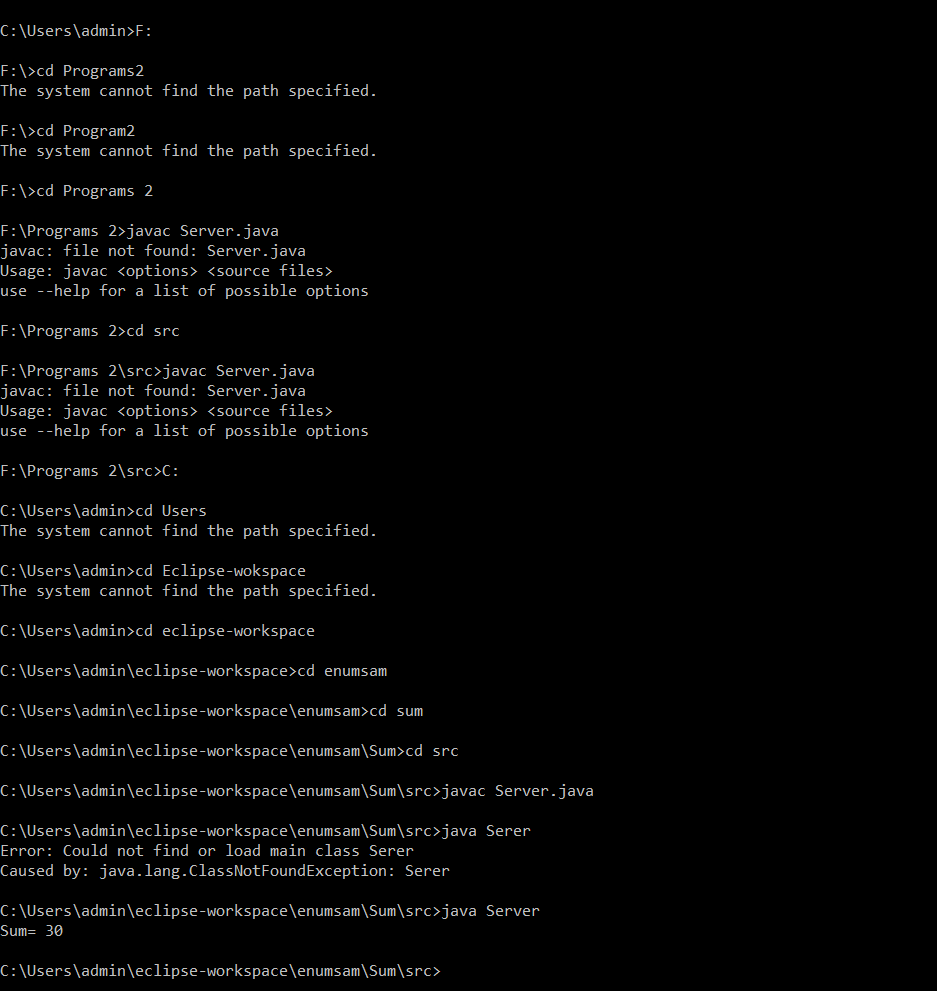 C:\Users\admin>F:
F:\>cd Programs2
The system cannot find the path specified.
F:\>cd Program2
The system cannot find the path specified.
F:\>cd Programs 2
F:\Programs 2>javac Server.java
javac: file not found: Server.java
Usage: javac <options> <source files>
use --help for a list of possible options
F:\Programs 2>cd src
F:\Programs 2\src>javac Server.java
javac: file not found: Server.java
Usage: javac <options> <source files>
use --help for a list of possible options
F:\Programs 2\src>C:
C:\Users\admin>cd Users
The system cannot find the path specified.
C:\Users\admin>cd Eclipse-wokspace
The system cannot find the path specified.
C:\Users\admin>cd eclipse-workspace
C:\Users\admin\eclipse-workspace>cd enumsam
C:\Users\admin\eclipse-workspace\enumsam>cd sum
C:\Users\admin\eclipse-workspace\enumsam\Sum>cd src
C:\Users\admin\eclipse-workspace\enumsam\Sum\src>javac Server.java
C:\Users\admin\eclipse-workspace\enumsam\Sum\src>java Serer
Error: Could not find or load main class Serer
Caused by: java.lang.ClassNotFoundException: Serer
C:\Users\admin\eclipse-workspace\enumsam\Sum\src>java Server
Sum= 30
C:\Users\admin\eclipse-workspace\enumsam\Sum\src>